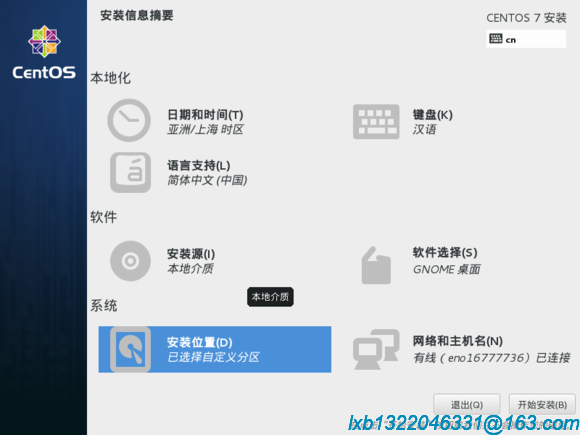 安装信息摘要
CENTOS 7 安装
cn
CentOS
本地化
日期和时间(T)
亚洲/上海 时区
键盘(K)
汉语
语言支持(L)
简体中文 (中国)
软件
安装源(I)
本地介质
软件选择(S)
GNOME 桌面
本地介质
系统
安装位置(D)
已选择自定义分区
网络和主机名(N)
有线（eno16777736）已连接
退出(Q)
开始安装(B)
lxb1322046331@163.com